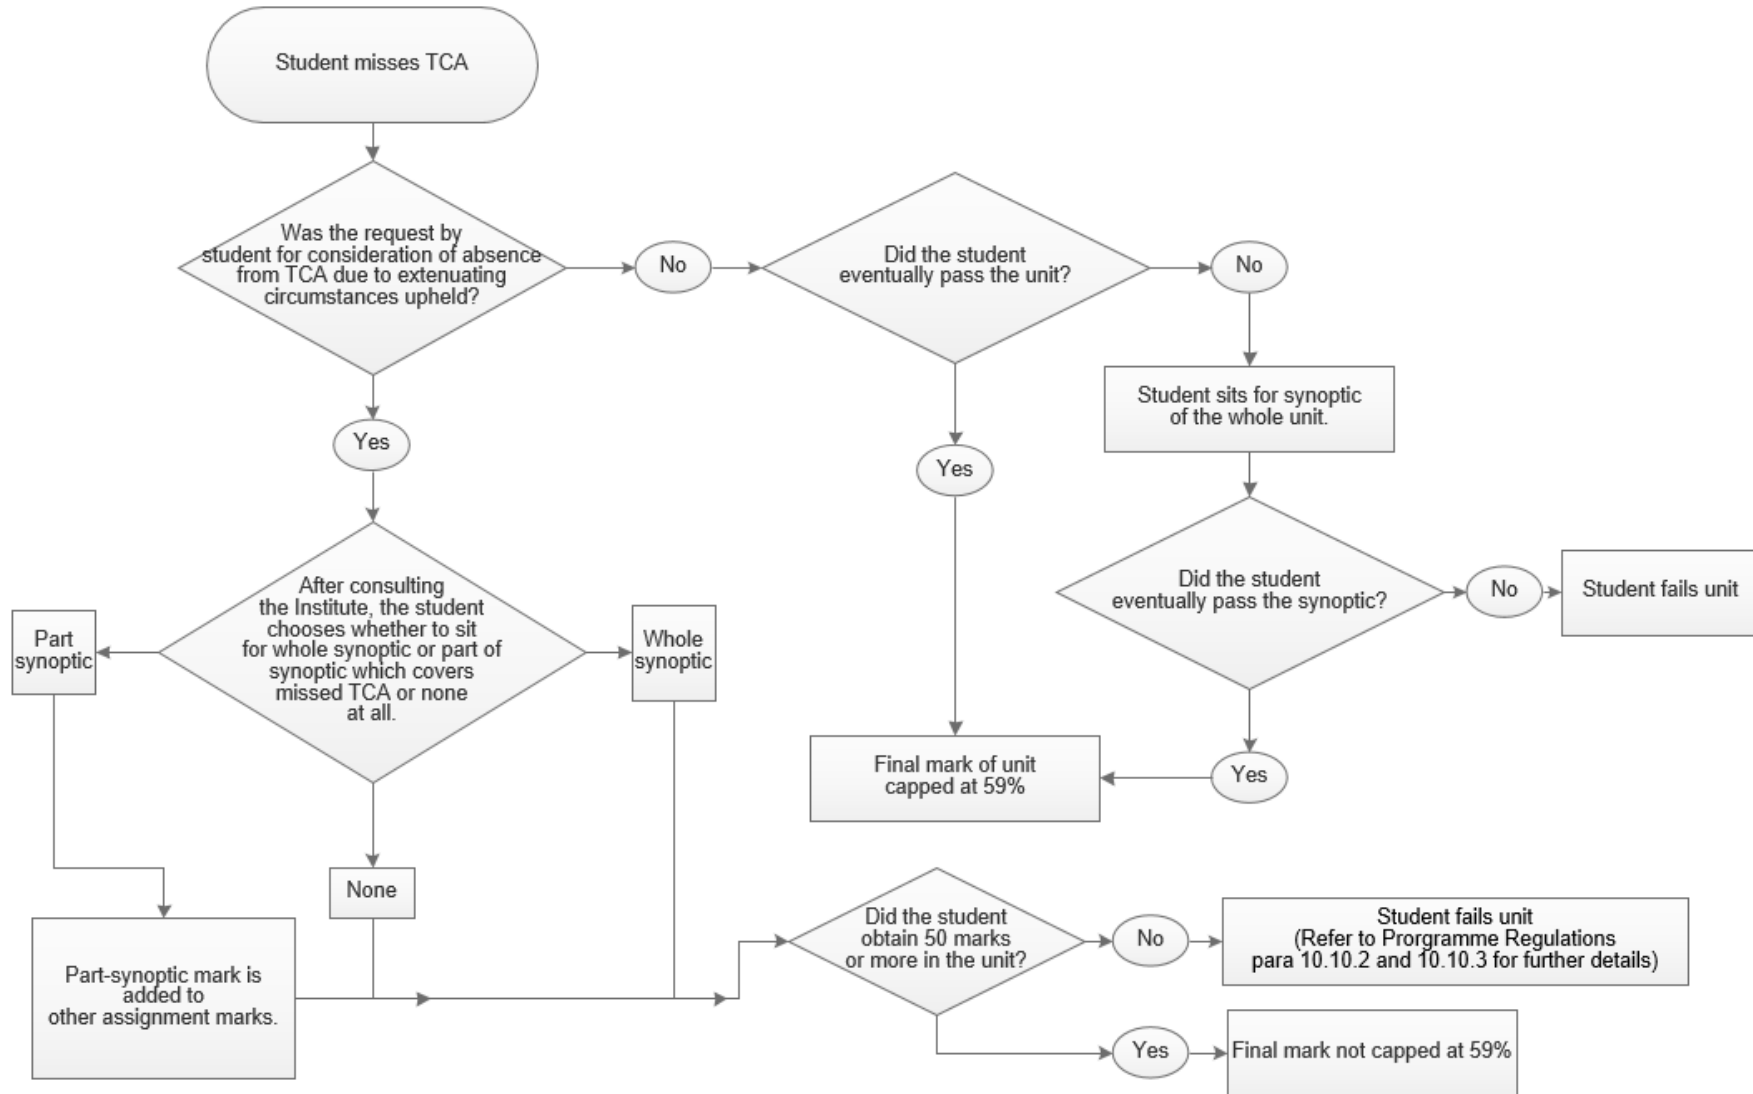 Student misses TCA
Was the request by
student for consideration of absence
from TCA due to extenuating
circumstances upheld?
No
Did the student
eventually pass the unit?
No
Student sits for synoptic
of the whole unit.
Yes
Yes
Did the student
eventually pass the synoptic?
No
Student fails unit
After consulting
the Institute, the student
chooses whether to sit
for whole synoptic or part of
synoptic which covers
missed TCA or none
at all.
Part
synoptic
Whole
synoptic
Final mark of unit
capped at 59%
Yes
None
Part-synoptic mark is
added to
other assignment marks.
Did the student
obtain 50 marks
or more in the unit?
No
Student fails unit
(Refer to Prorgramme Regulations
para 10.10.2 and 10.10.3 for further details)
Yes
Final mark not capped at 59%